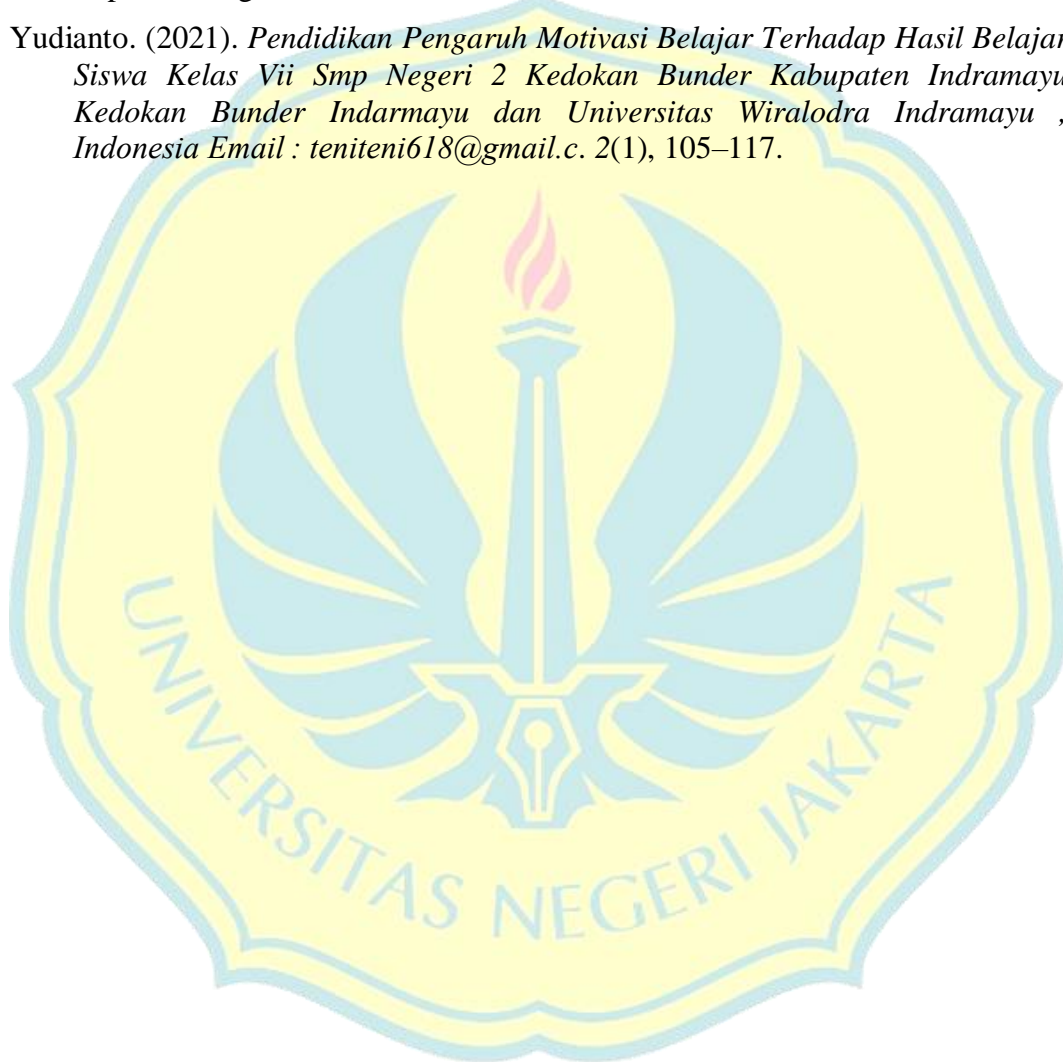 Yudianto. (2021). Pendidikan Pengaruh Motivasi Belajar Terhadap Hasil Belajar
Siswa Kelas Vii Smp Negeri 2 Kedokan Bunder Kabupaten Indramayu
Kedokan Bunder Indarmayu dan Universitas Wiralodra Indramayu ,
Indonesia Email : teniteni618@gmail.c. 2(1), 105–117.
UNIVERSITAS NEGERI JAKARTA